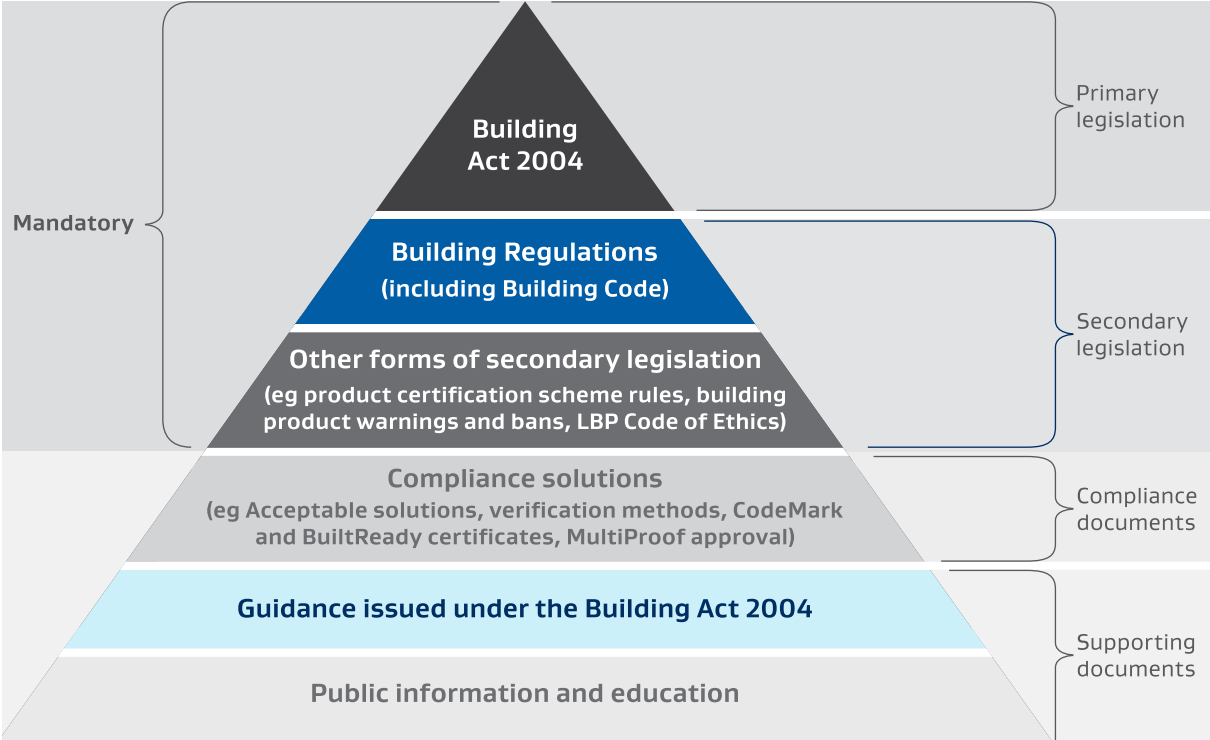 Building
Act 2004
Primary
legislation
Mandatory
Building Regulations
(including Building Code)
Secondary
legislation
Other forms of secondary legislation
(eg product certification scheme rules, building
product warnings and bans, LBP Code of Ethics)
Compliance solutions
(eg Acceptable solutions, verification methods, CodeMark
and BuiltReady certificates, MultiProof approval)
Compliance
documents
Guidance issued under the Building Act 2004
Supporting
documents
Public information and education